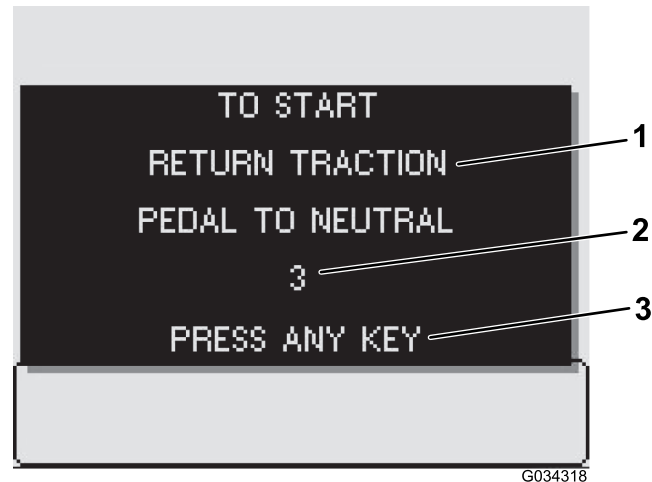 TO START
RETURN TRACTION
PEDAL TO NEUTRAL
3
PRESS ANY KEY
1
2
3
G034318